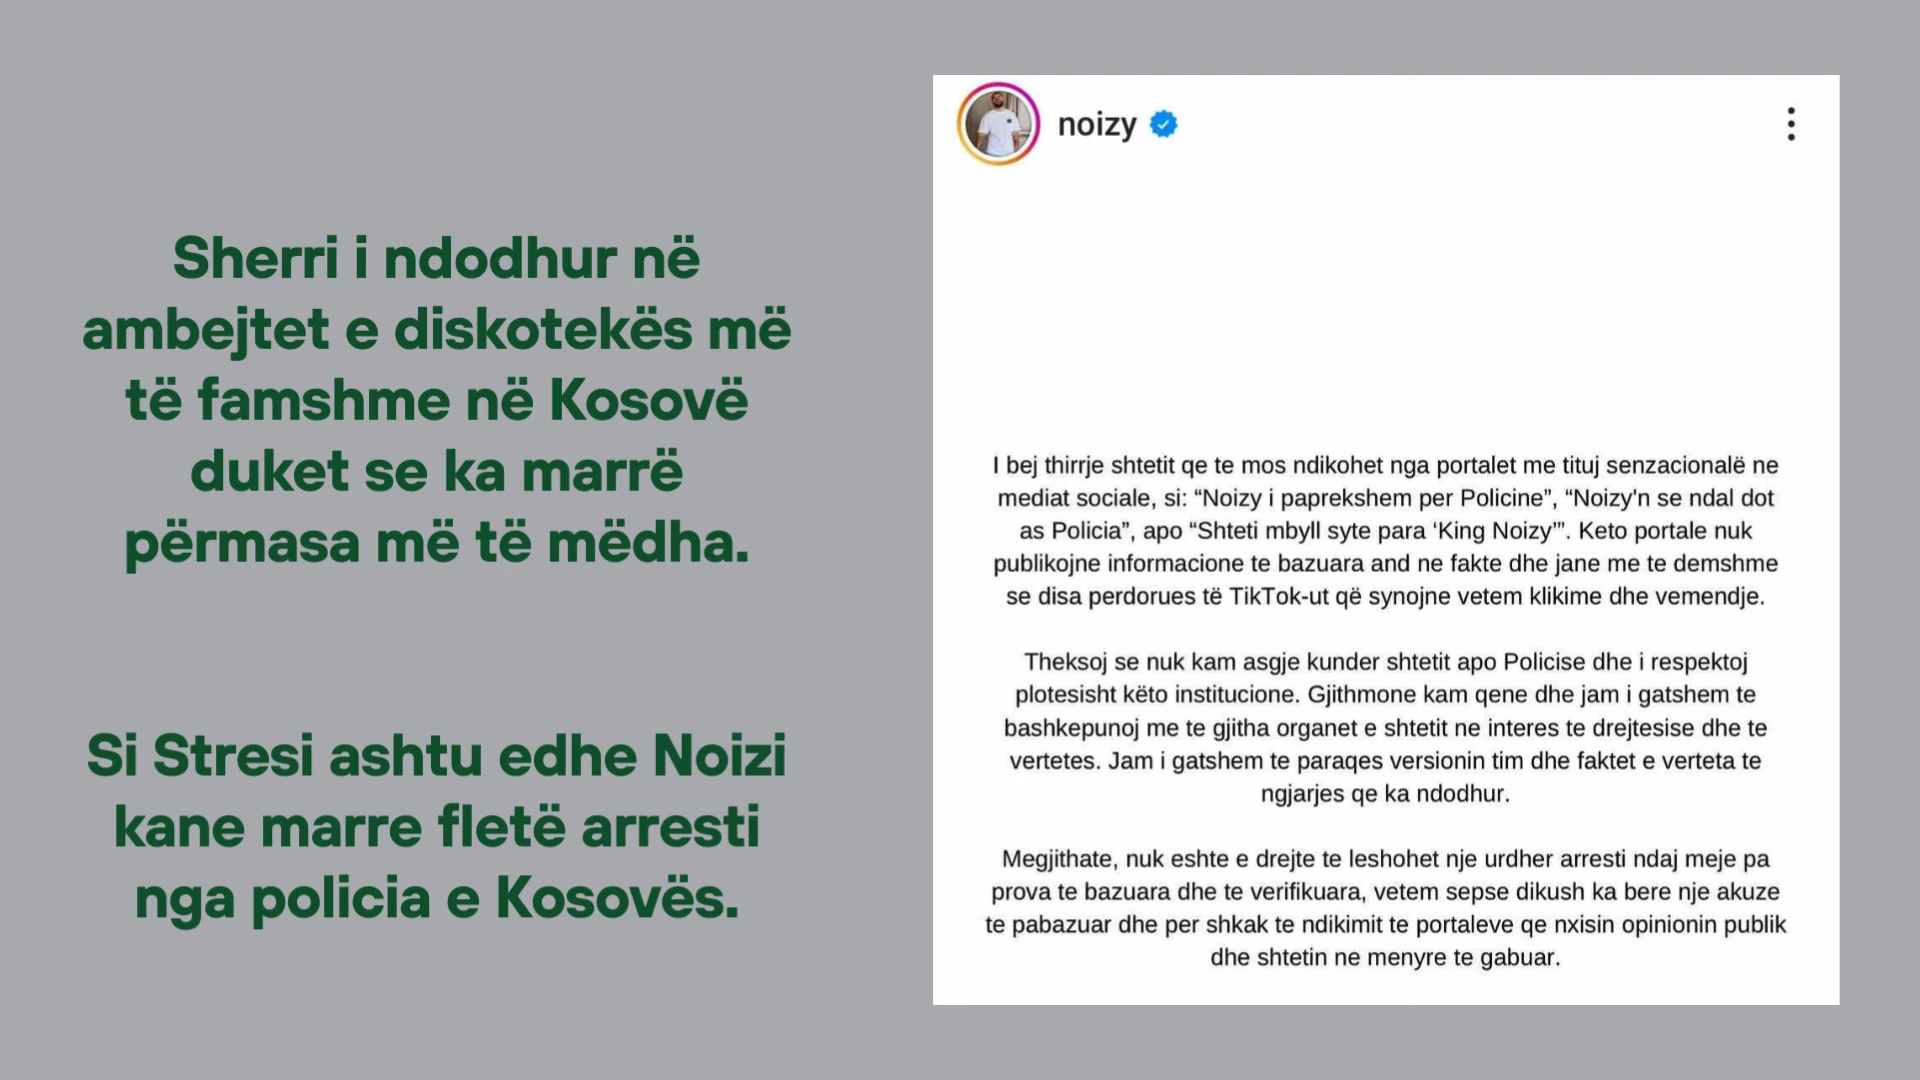 Sherri i ndodhur në
ambejtet e diskotekës më
të famshme në Kosovë
duket se ka marrë
përmasa më të mëdha.
Si Stresi ashtu edhe Noizi
kane marre fletë arresti
nga policia e Kosovës.
noizy
I bej thirrje shtetit qe te mos ndikohet nga portalet me tituj senzacionalë ne
mediat sociale, si: “Noizy i paprekshem per Policine”, “Noizy'n se ndal dot
as Policia”, apo “Shteti mbyll syte para ‘King Noizy’”. Keto portale nuk
publikojne informacione te bazuara and ne fakte dhe jane me te demshme
se disa perdorues të TikTok-ut që synojne vetem klikime dhe vemendje.
Theksoj se nuk kam asgje kunder shtetit apo Policise dhe i respektoj
plotesisht këto institucione. Gjithmone kam qene dhe jam i gatshem te
bashkepunoj me te gjitha organet e shtetit ne interes te drejtesise dhe te
vertetes. Jam i gatshem te paraqes versionin tim dhe faktet e verteta te
ngjarjes qe ka ndodhur.
Megjithate, nuk eshte e drejte te leshohet nje urdher arresti ndaj meje pa
prova te bazuara dhe te verifikuara, vetem sepse dikush ka bere nje akuze
te pabazuar dhe per shkak te ndikimit te portaleve qe nxisin opinionin publik
dhe shtetin ne menyre te gabuar.